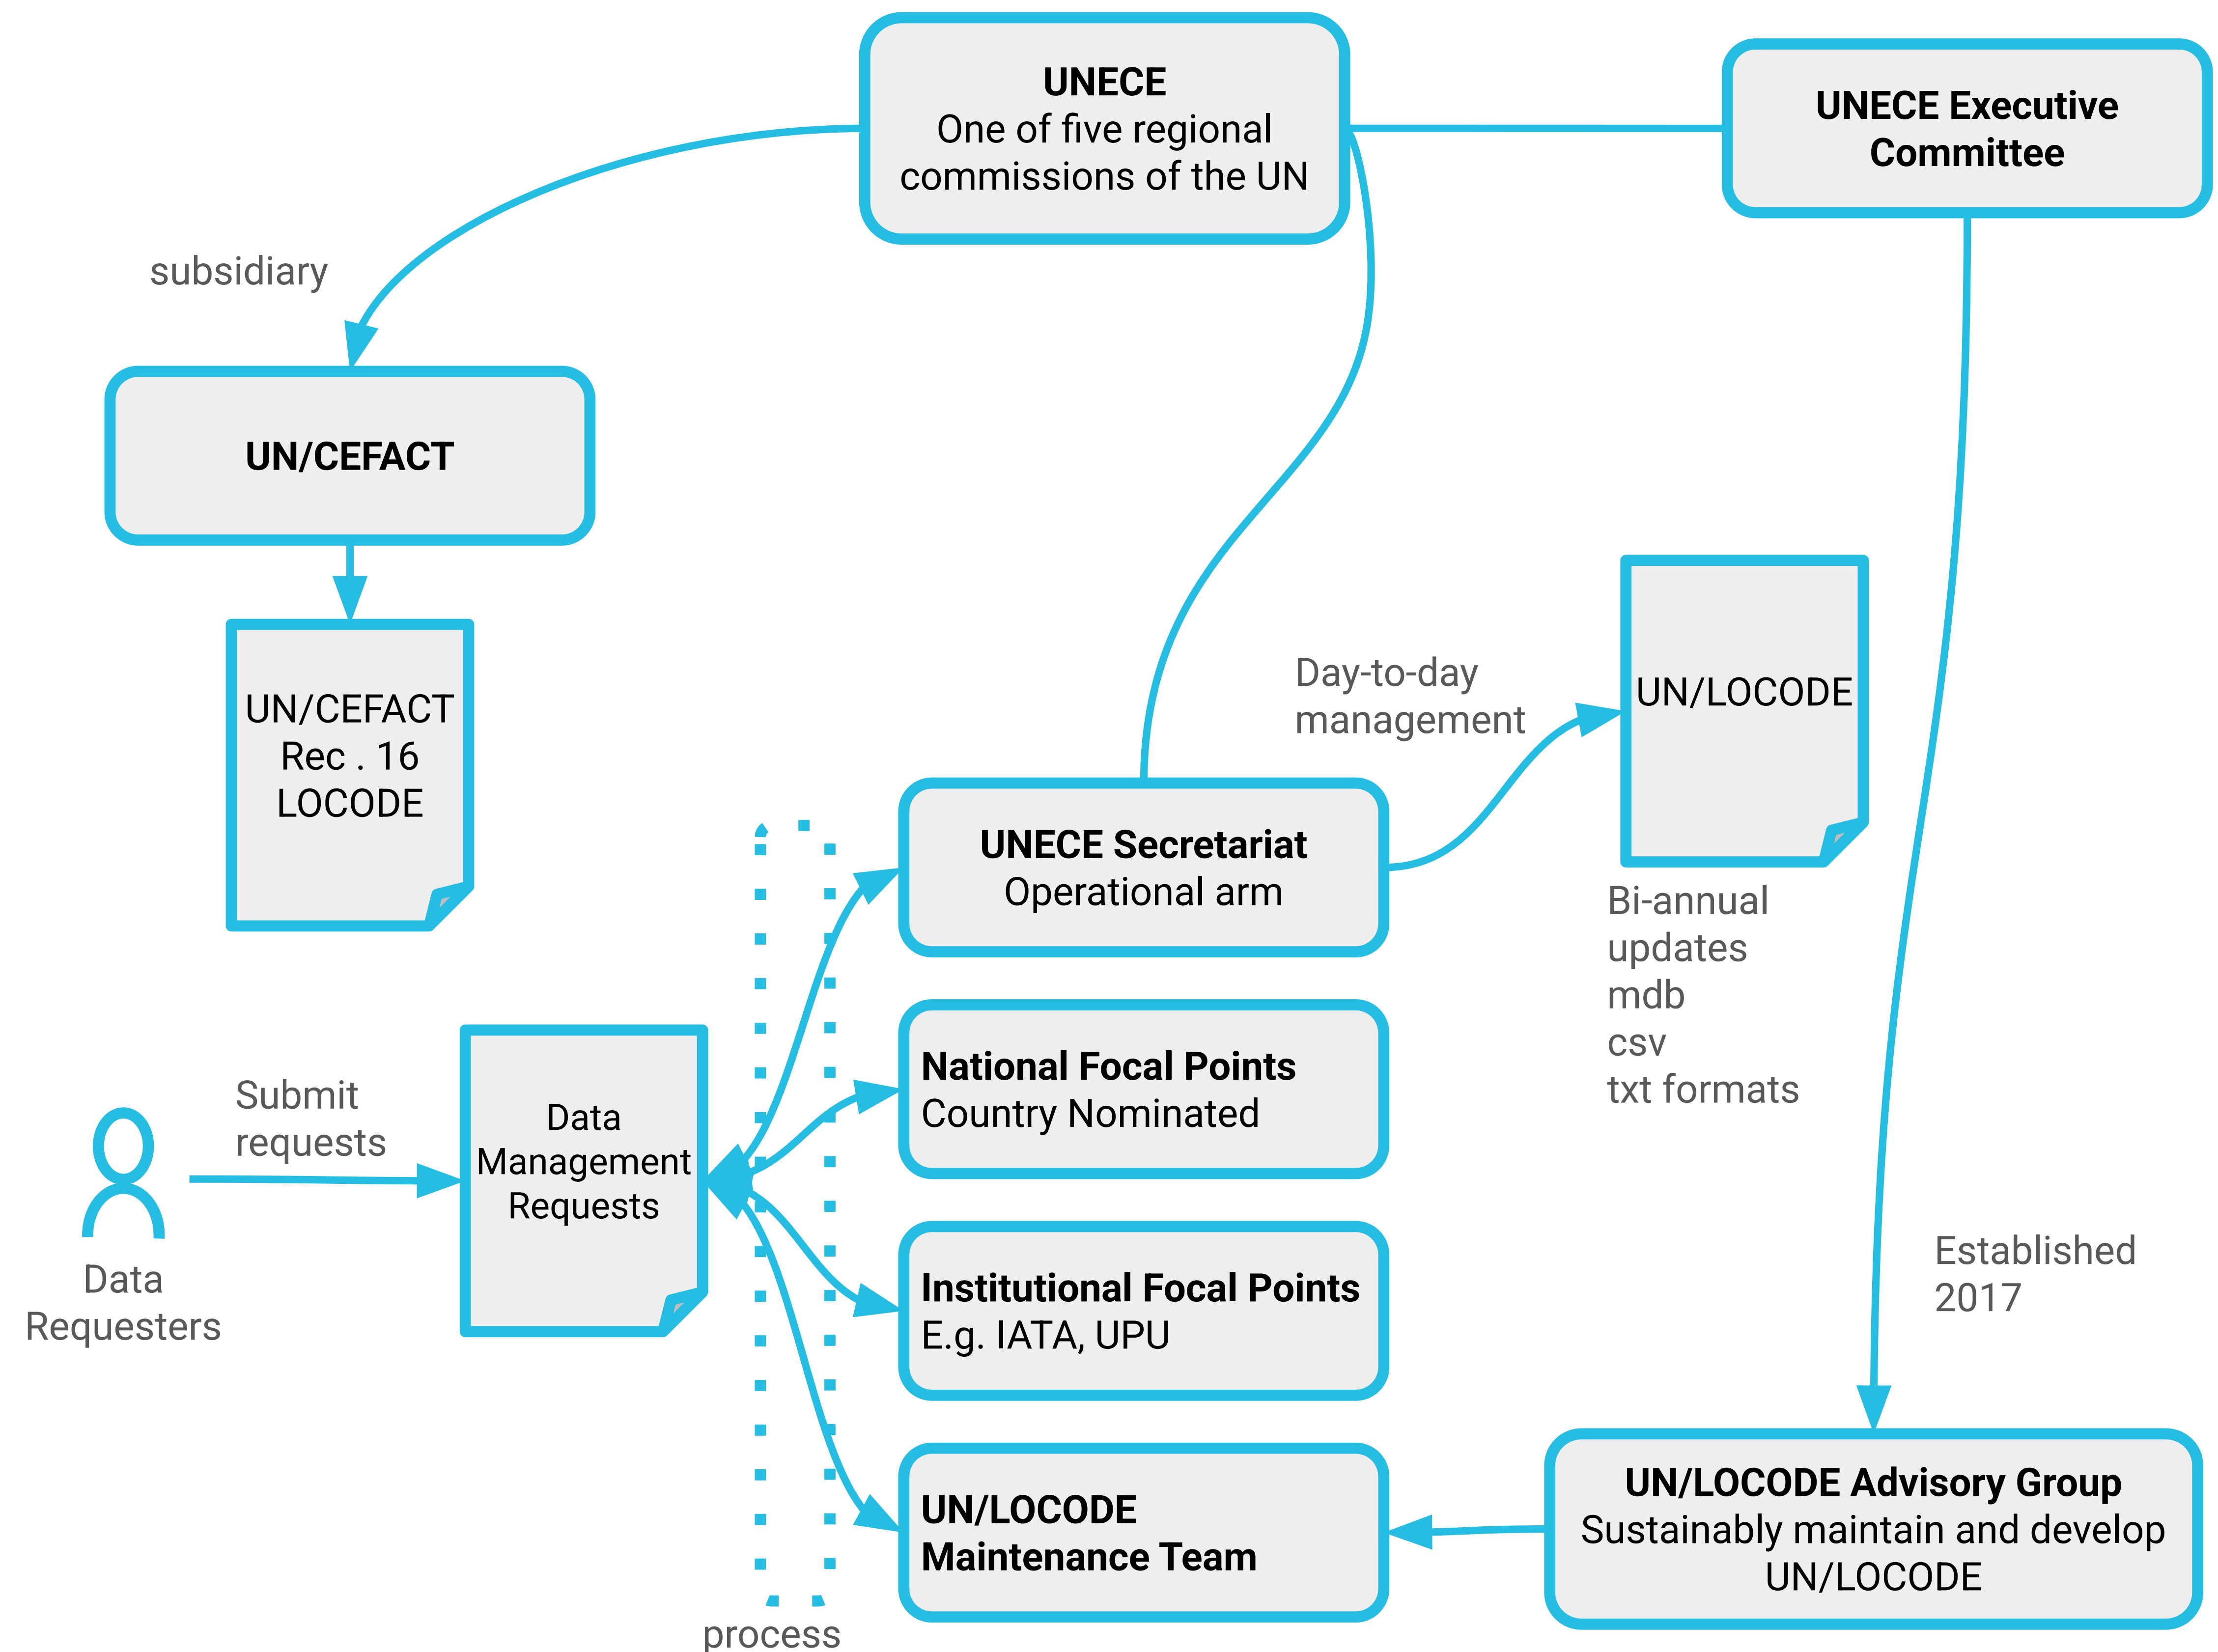 UNECE
One of five regional
commissions of the UN
UNECE Executive
Committee
subsidiary
UN/CEFACT
UN/CEFACT
Rec . 16
LOCODE
Day-to-day
management
UN/LOCODE
Bi-annual
updates
mdb
csv
txt formats
UNECE Secretariat
Operational arm
National Focal Points
Country Nominated
Institutional Focal Points
E.g. IATA, UPU
UN/LOCODE
Maintenance Team
Submit
requests
Data
Requesters
Data
Management
Requests
process
Established
2017
UN/LOCODE Advisory Group
Sustainably maintain and develop
UN/LOCODE